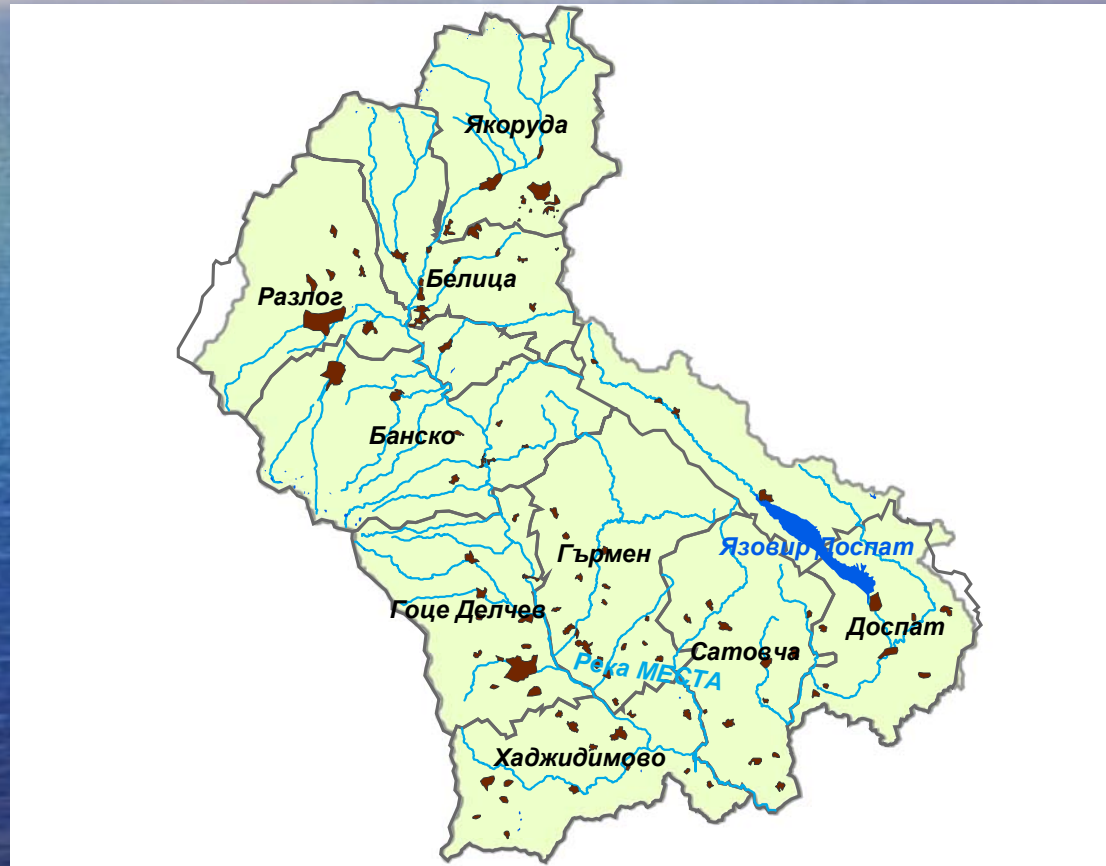 Якоруда
Белица
Разлог
Банско
Язовир Доспат
Гърмен
Гоце Делчев
Доспат
Сатовча
Река МЕСТА
Хаджидимово